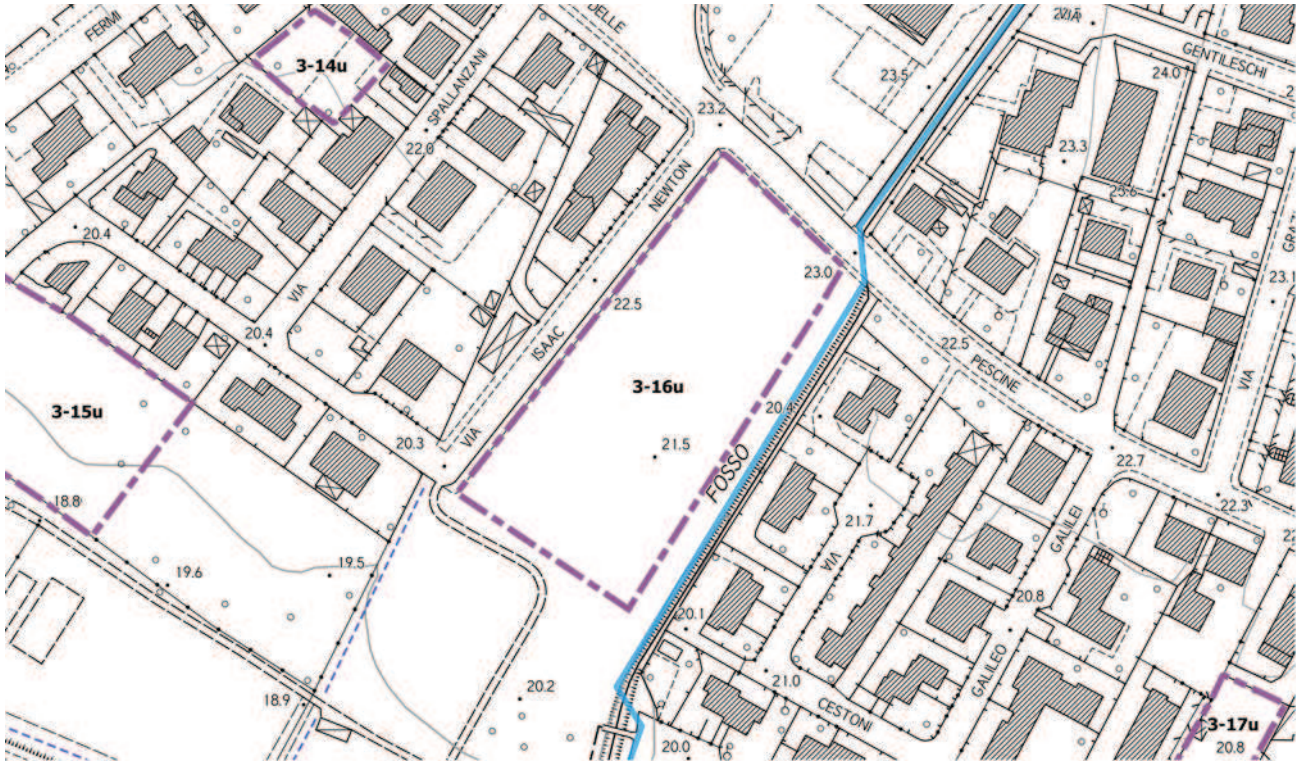 FERMI
DELLE
VIA
GENTILESCHI
24.0
3-14u
SPALLANZANI
23.5
23.2
22.0
23.3
23.6
NEWTON
20.4
23.0
23.1
VIA
22.5
20.4
ISAAC
22.5
PESCINE
VIA
3-16u
3-15u
20.4
20.3
VIA
21.5
FOSSO
22.7
18.8
22.3
21.7
GALILEI
VIA
19.6
19.5
20.8
20.1
GALILEO
21.0
20.2
18.9
CESTONI
3-17u
20.0
20.8